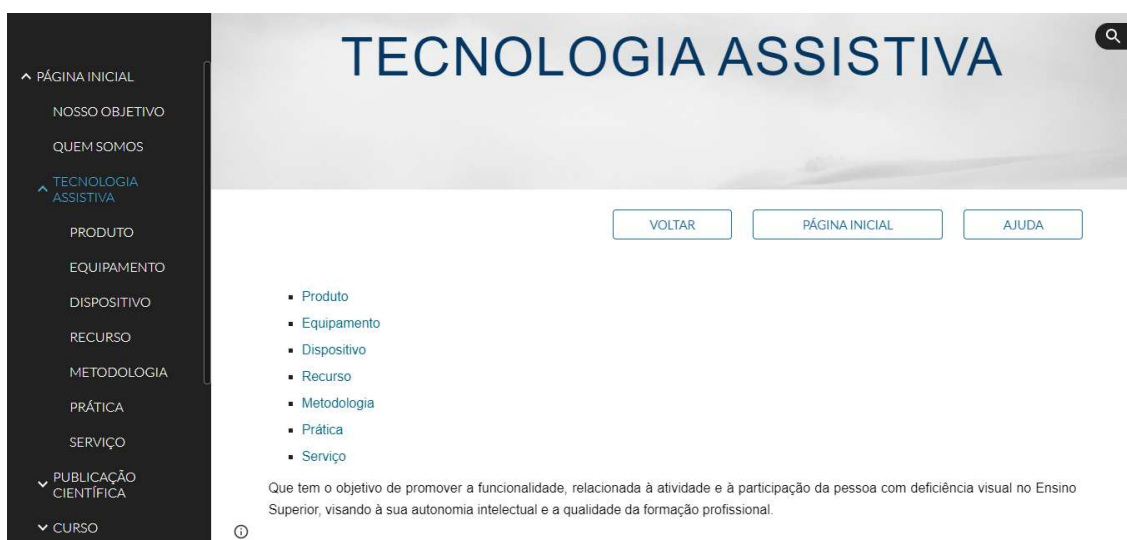 PÁGINA INICIAL
NOSSO OBJETIVO
QUEM SOMOS
TECNOLOGIA
ASSISTIVA
PRODUTO
EQUIPAMENTO
DISPOSITIVO
RECURSO
METODOLOGIA
PRÁTICA
SERVIÇO
PUBLICAÇÃO
CIENTÍFICA
CURSO
TECNOLOGIA ASSISTIVA
VOLTAR PÁGINA INICIAL AJUDA
Produto
Equipamento
Dispositivo
Recurso
Metodologia
Prática
Serviço
Que tem o objetivo de promover a funcionalidade, relacionada à atividade e à participação da pessoa com deficiência visual no Ensino
Superior, visando à sua autonomia intelectual e a qualidade da formação profissional.